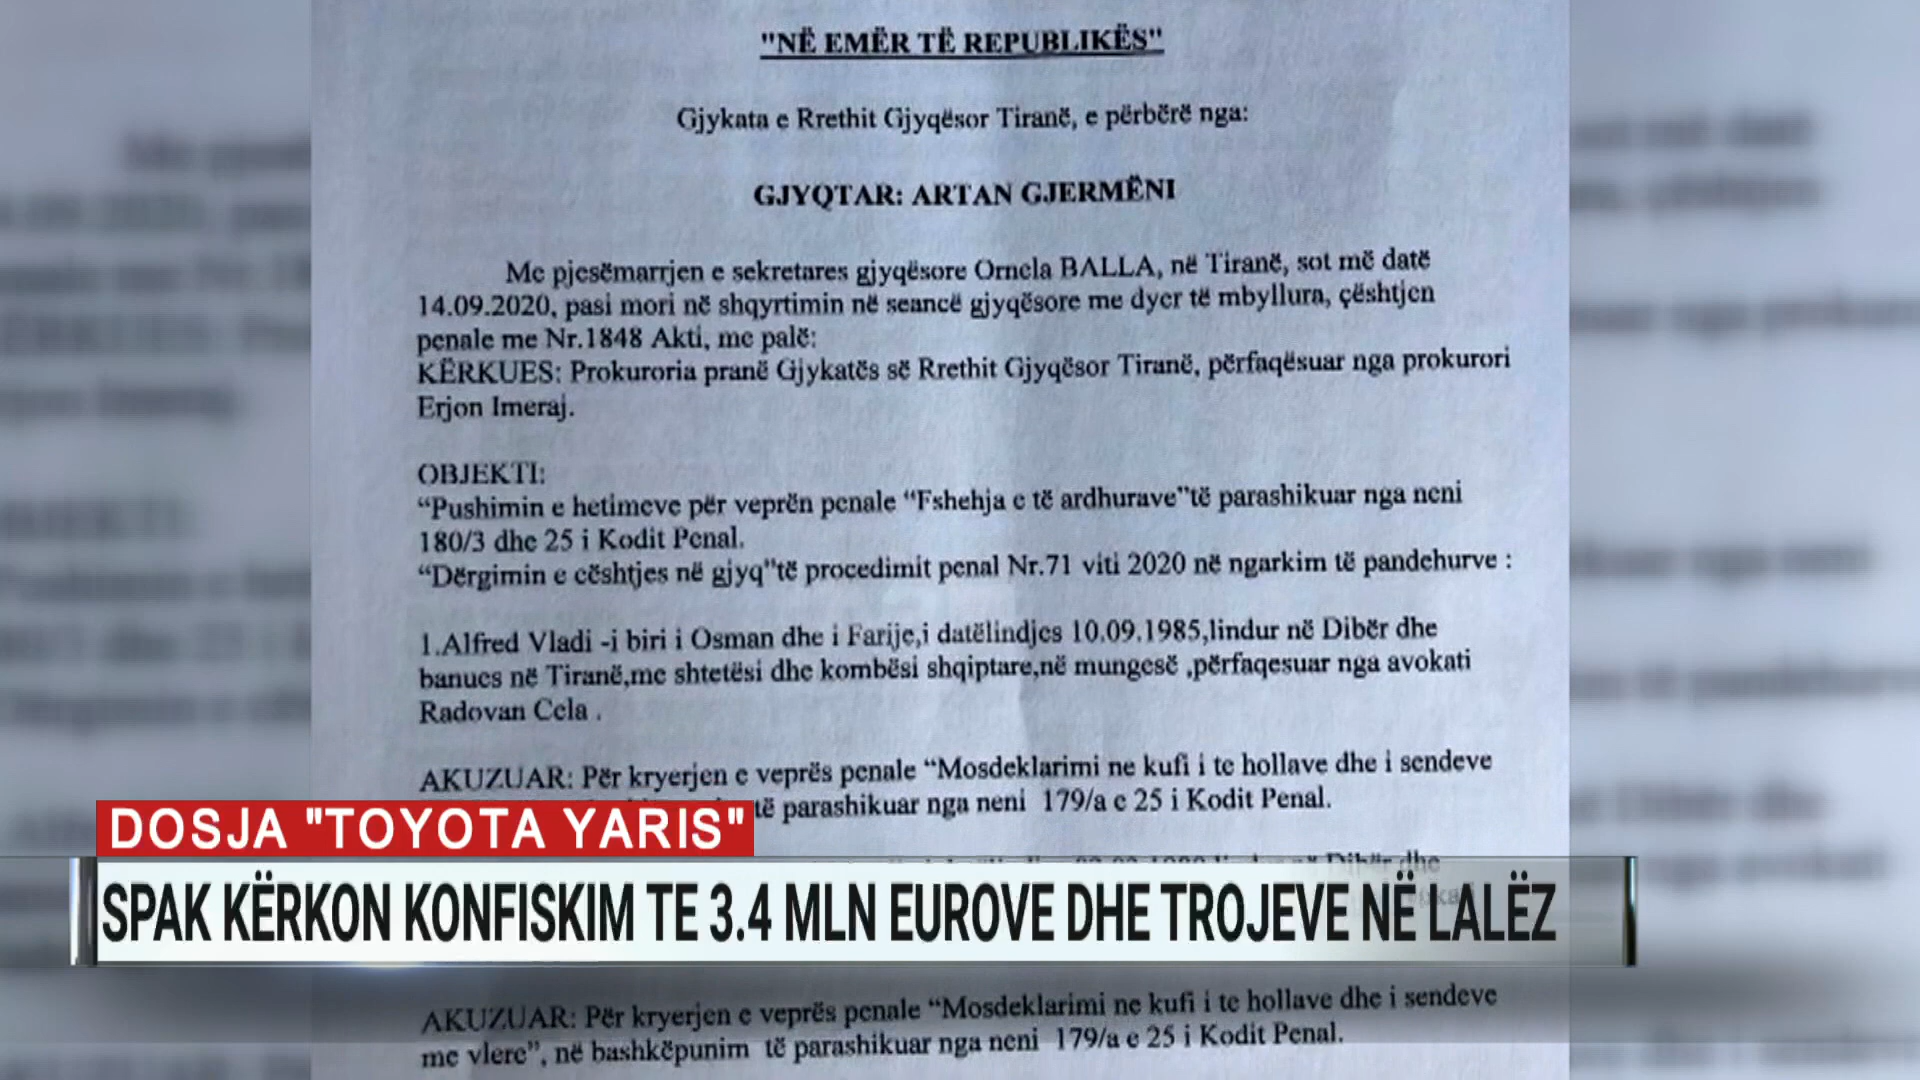 "NË EMËR TË REPUBLIKËS"
Gjykata e Rrethit Gjyqësor Tiranë, e përbërë nga:
GJYQTAR: ARTAN GJERMËNI
Me pjesëmarrjen e sekretares gjyqësore Ornela BALLA, në Tiranë, sot më datë
14.09.2020, pasi mori në shqyrtimin në seancë gjyqësore me dyer të mbyllura, çështjen
penale me Nr.1848 Akti, me palë:
KËRKUES: Prokuroria pranë Gjykatës së Rrethit Gjyqësor Tiranë, përfaqësuar nga prokurori
Erjon Imeraj.
OBJEKTI:
“Pushimin e hetimeve për veprën penale “Fshehja e të ardhurave”të parashikuar nga neni
180/3 dhe 25 i Kodit Penal.
“Dërgimin e cështjes në gjyq”të procedimit penal Nr.71 viti 2020 në ngarkim të pandehurve :
1.Alfred Vladi -i biri i Osman dhe i Farije,i datëlindjes 10.09.1985,lindur në Dibër dhe
banues në Tiranë,me shtetësi dhe kombësi shqiptare,në mungesë ,përfaqesuar nga avokati
Radovan Cela .
AKUZUAR: Për kryerjen e veprës penale “Mosdeklarimi ne kufi i te hollave dhe i sendeve
të parashikuar nga neni 179/a e 25 i Kodit Penal.
DOSJA "TOYOTA YARIS"
Dibër dhe
SPAK KËRKON KONFISKIM TE 3.4 MLN EUROVE DHE TROJEVE NË LALËZ
AKUZUAR: Për kryerjen e veprës penale “Mosdeklarimi ne kufi i te hollave dhe i sendeve
me vlere”, në bashkëpunim të parashikuar nga neni 179/a e 25 i Kodit Penal.